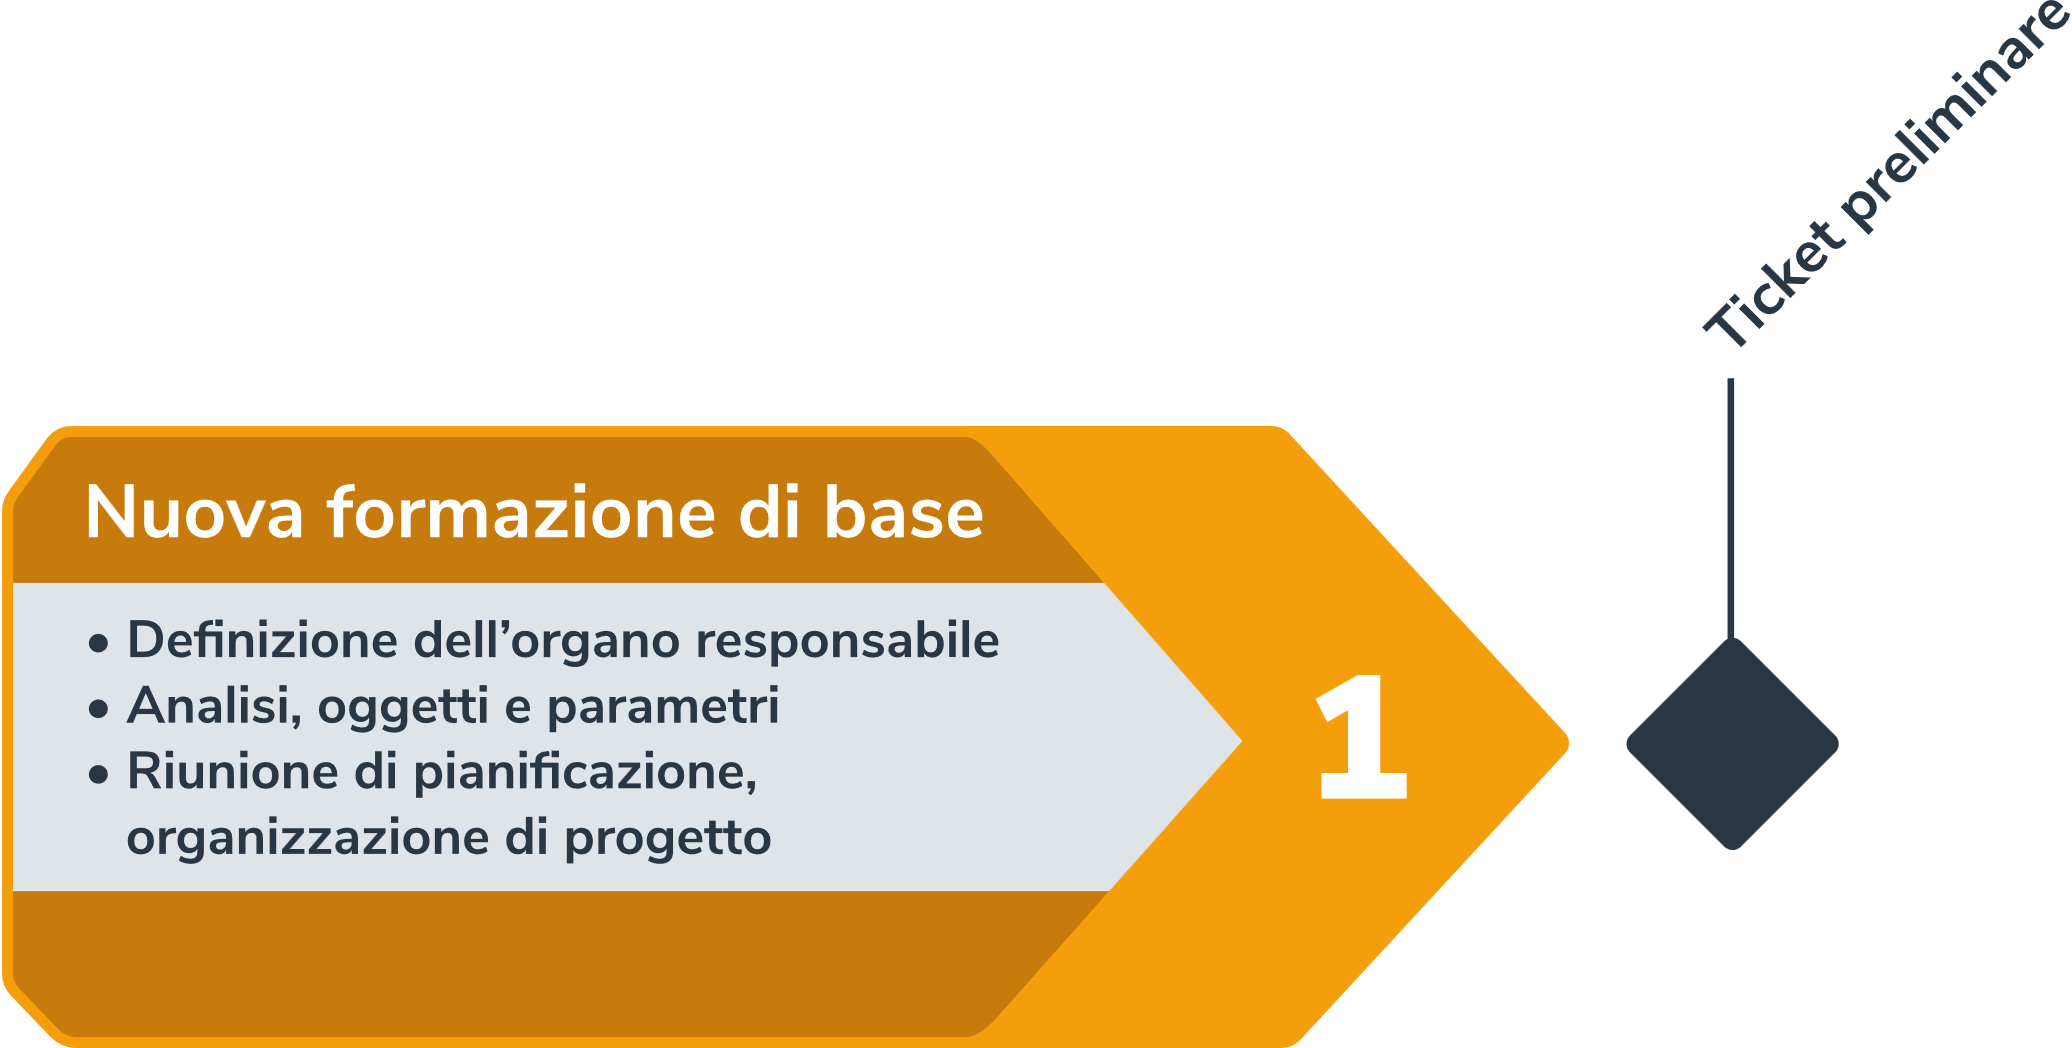 Ticket preliminare
Nuova formazione di base
• Definizione dell’organo responsabile
• Analisi, oggetti e parametri
• Riunione di pianificazione,
organizzazione di progetto
1